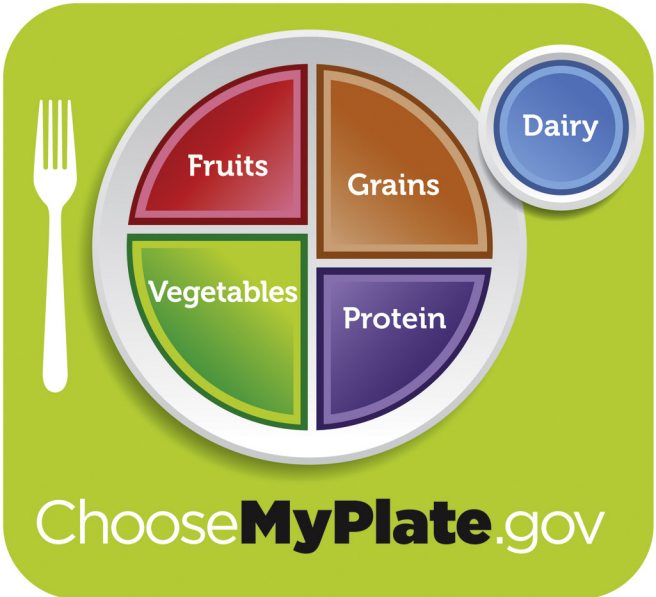 Fruits
Grains
Dairy
Vegetables
Protein
ChooseMyPlate.gov